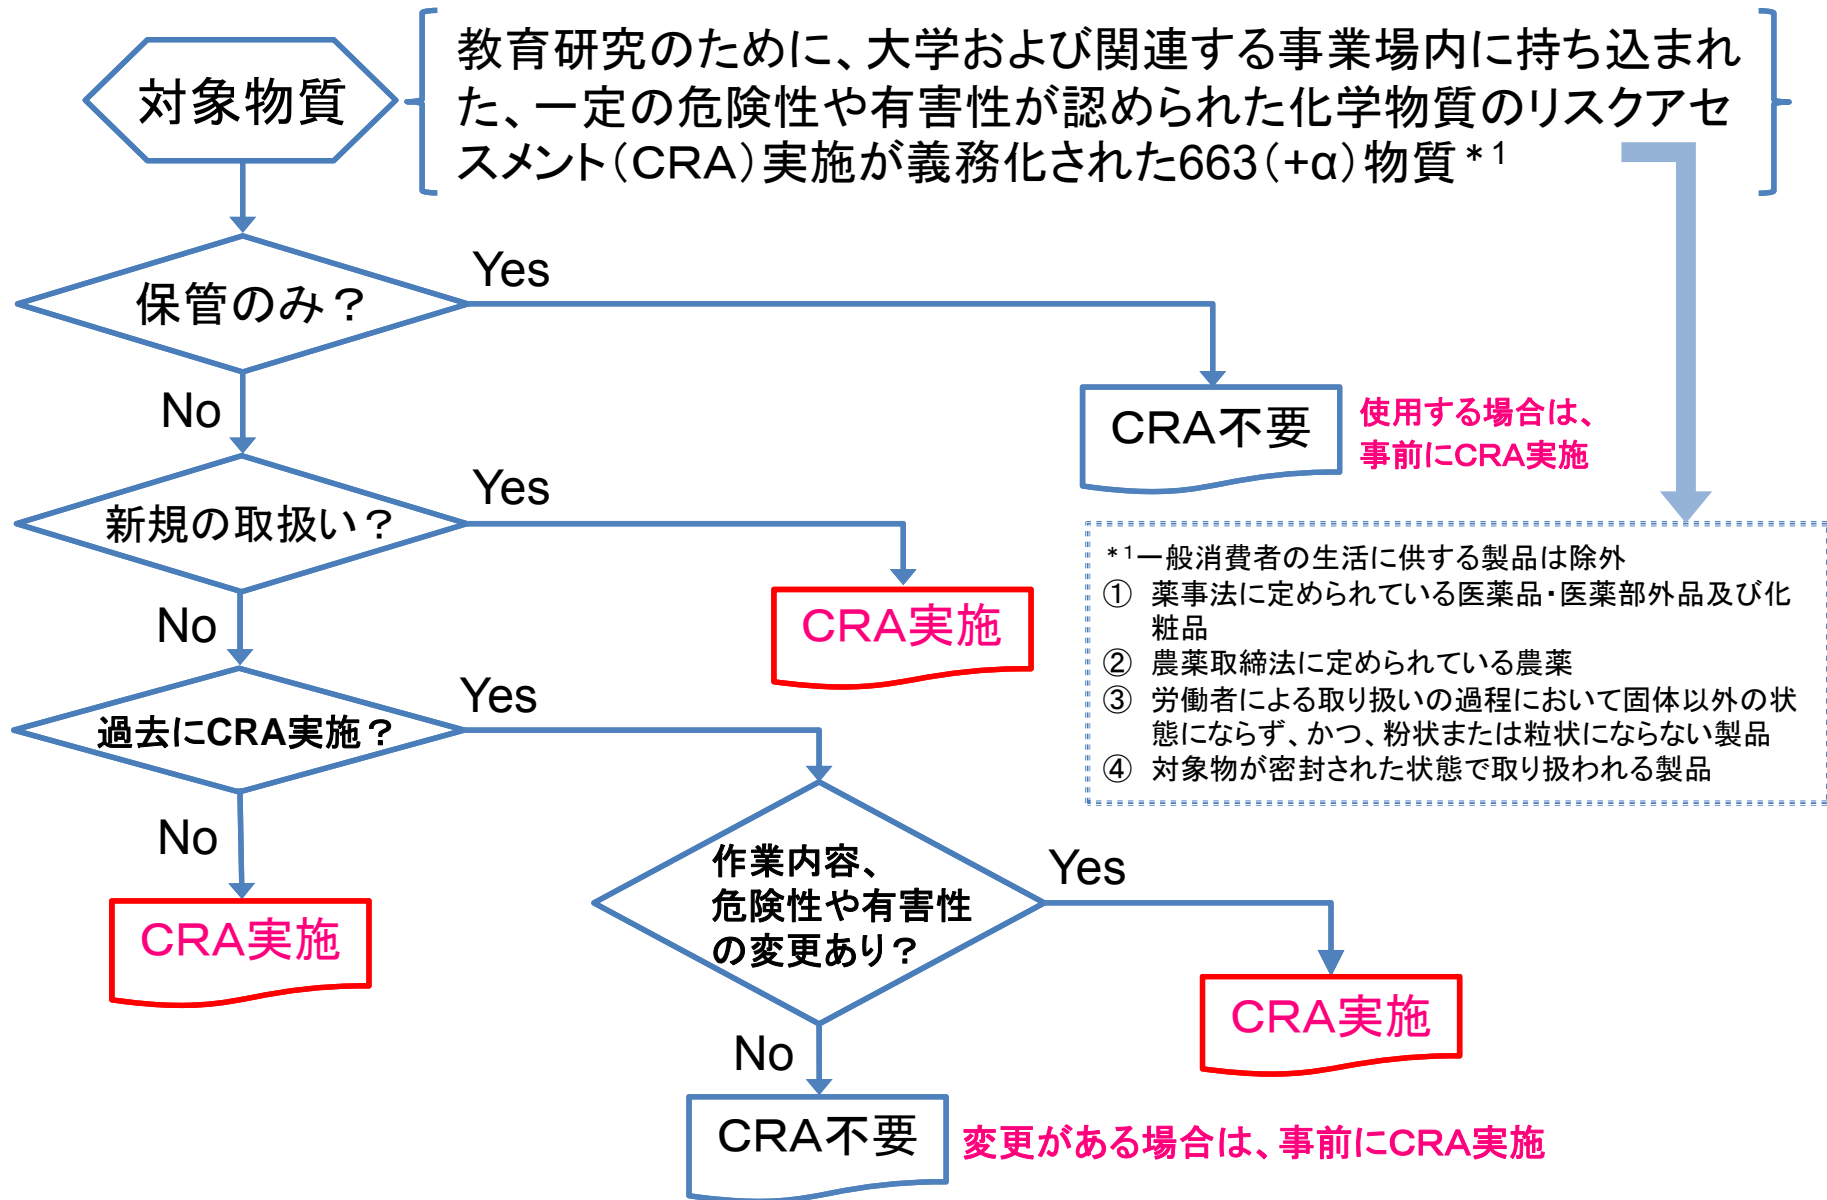 対象物質
教育研究のために、大学および関連する事業場内に持ち込まれ
た、一定の危険性や有害性が認められた化学物質のリスクアセ
スメント(CRA)実施が義務化された663(+α)物質*1
保管のみ?
Yes
No
CRA不要
使用する場合は、
事前にCRA実施
新規の取扱い?
Yes
No
CRA実施
*1一般消費者の生活に供する製品は除外
① 薬事法に定められている医薬品・医薬部外品及び化
粧品
② 農薬取締法に定められている農薬
③ 労働者による取り扱いの過程において固体以外の状
態にならず、かつ、粉状または粒状にならない製品
④ 対象物が密封された状態で取り扱われる製品
過去にCRA実施?
Yes
No
CRA実施
作業内容、
危険性や有害性
の変更あり?
Yes
No
CRA実施
CRA不要
変更がある場合は、事前にCRA実施